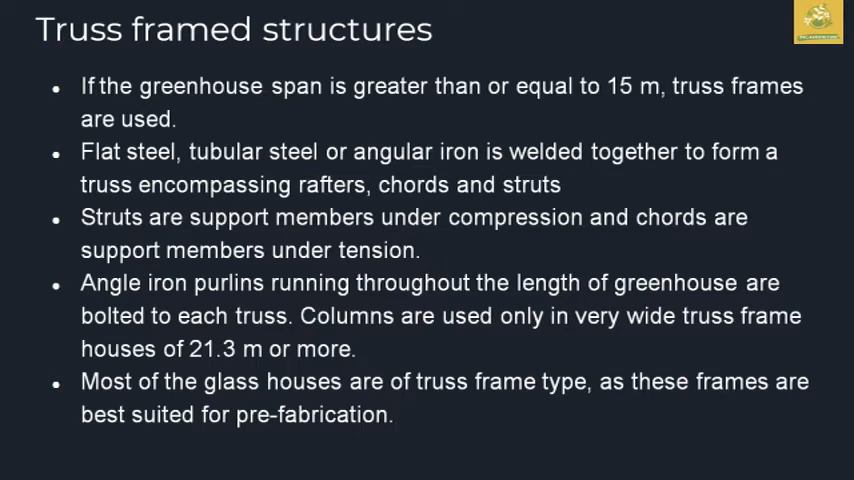 Truss framed structures
• If the greenhouse span is greater than or equal to 15 m, truss frames
are used.
• Flat steel, tubular steel or angular iron is welded together to form a
truss encompassing rafters, chords and struts
• Struts are support members under compression and chords are
support members under tension.
• Angle iron purlins running throughout the length of greenhouse are
bolted to each truss. Columns are used only in very wide truss frame
houses of 21.3 m or more.
• Most of the glass houses are of truss frame type, as these frames are
best suited for pre-fabrication.